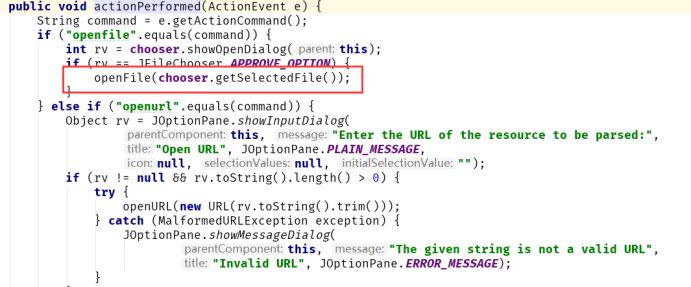 public void actionPerformed(ActionEvent e) {
    String command = e.getActionCommand();
    if ("openfile".equals(command)) {
        int rv = chooser.showOpenDialog( parent: this);
        if (rv == JFileChooser.APPROVE_OPTION) {
            openFile(chooser.getSelectedFile());
        }
    } else if ("openurl".equals(command)) {
        Object rv = JOptionPane.showInputDialog(
                parentComponent: this, message: "Enter the URL of the resource to be parsed:",
                title: "Open URL", JOptionPane.PLAIN_MESSAGE,
                icon: null, selectionValues: null, initialSelectionValue: "");
        if (rv != null && rv.toString().length() > 0) {
            try {
                openURL(new URL(rv.toString().trim()));
            } catch (MalformedURLException exception) {
                JOptionPane.showMessageDialog(
                        parentComponent: this, message: "The given string is not a valid URL",
                        title: "Invalid URL", JOptionPane.ERROR_MESSAGE);
            }